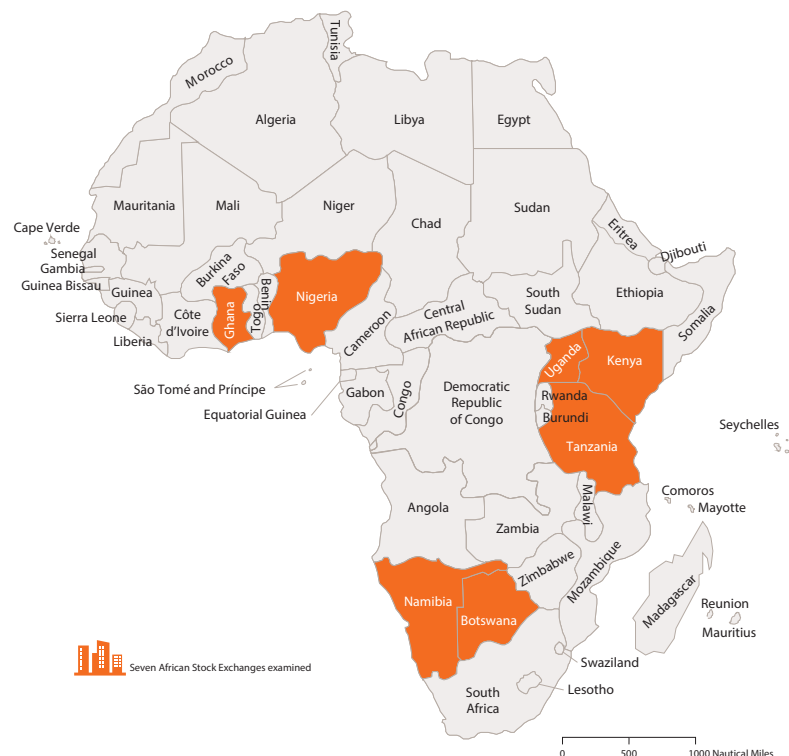 Tunisia
Morocco
Algeria
Libya
Egypt
Mauritania
Mali
Niger
Chad
Sudan
Eritrea
Djibouti
Cape Verde
Senegal
Gambia
Guinea Bissau
Guinea
Sierra Leone
Liberia
Côte
d’Ivoire
Burkina
Faso
Ghana
Togo
Benin
Nigeria
Cameroon
Central
African Republic
South
Sudan
Ethiopia
Somalia
São Tomé and Príncipe
Equatorial Guinea
Gabon
Congo
Democratic
Republic
of Congo
Uganda
Kenya
Rwanda
Burundi
Tanzania
Seychelles
Comoros
Mayotte
Angola
Zambia
Malawi
Mozambique
Zimbabwe
Namibia
Botswana
Madagascar
Reunion
Mauritius
Swaziland
Lesotho
South
Africa
Seven African Stock Exchanges examined
0 500 1000 Nautical Miles